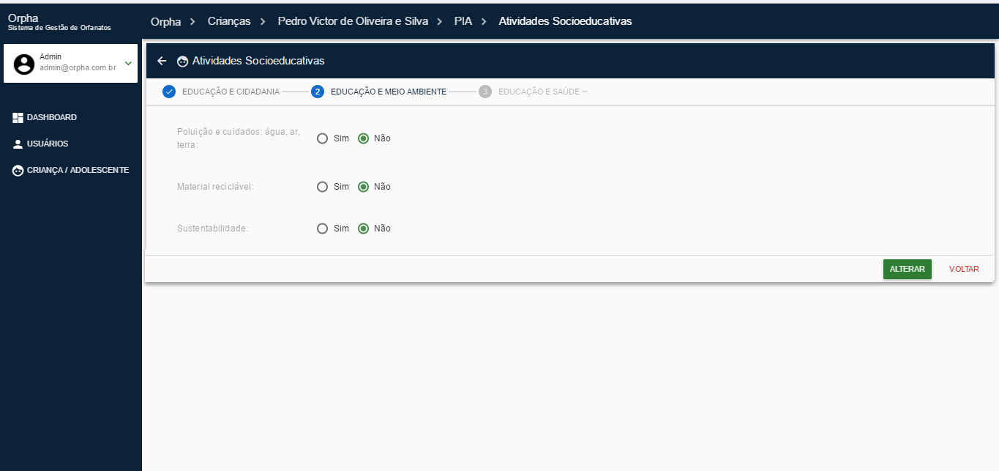 Orpha
Sistema de Gestão de Orfanatos
Orpha > Crianças > Pedro Victor de Oliveira e Silva > PIA > Atividades Socioeducativas
Admin
admin@orpha.com.br
DASHBOARD
USUÁRIOS
CRIANÇA / ADOLESCENTE
Atividades Socioeducativas
EDUCAÇÃO E CIDADANIA
2 EDUCAÇÃO E MEIO AMBIENTE
3 EDUCAÇÃO E SAÚDE
Poluição e cuidados: água, ar,
terra:
Sim Não
Material reciclável:
Sim Não
Sustentabilidade:
Sim Não
ALTERAR VOLTAR